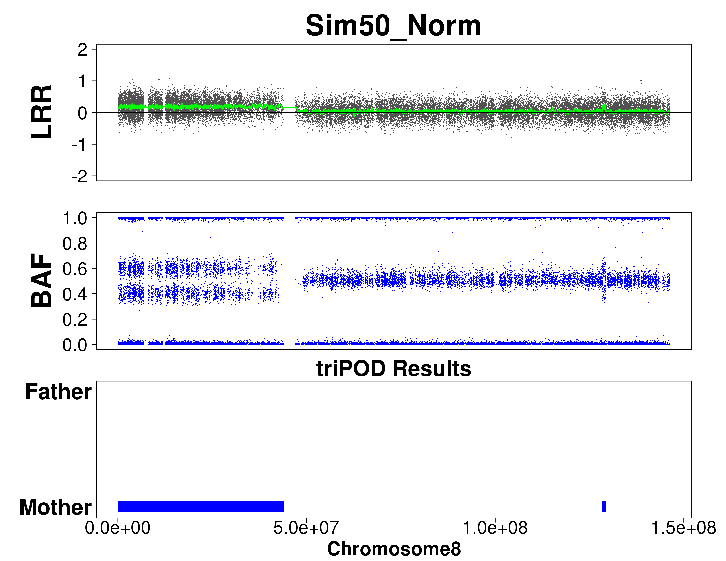 Sim50_Norm
LRR
2
1
0
-1
-2
BAF
1.0
0.8
0.6
0.4
0.2
0.0
triPOD Results
Father
Mother
0.0e+00 5.0e+07 1.0e+08 1.5e+08
Chromosome8